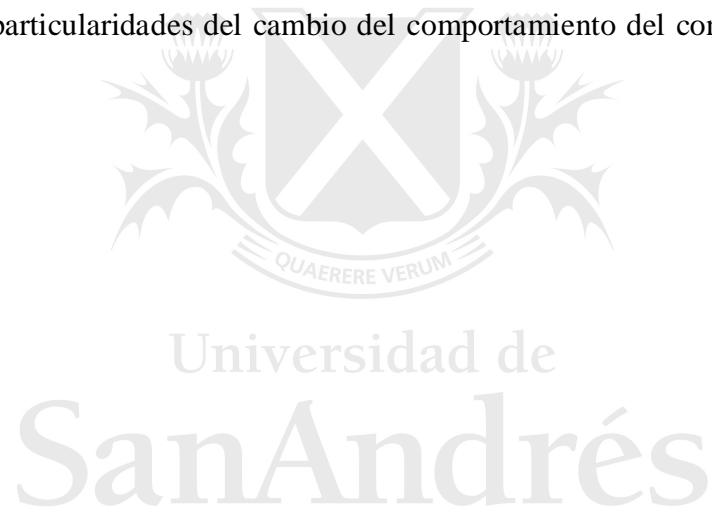 particularidades del cambio del comportamiento del
QUAERERE VERUM
Universidad de
SanAndrés